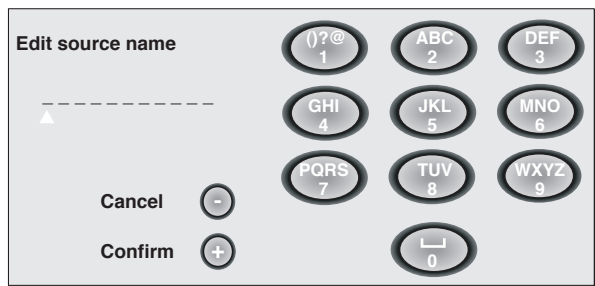 Edit source name
()?@
1
ABC
2
DEF
3
GHI
4
JKL
5
MNO
6
PQRS
7
TUV
8
WXYZ
9
Cancel -
Confirm +
0